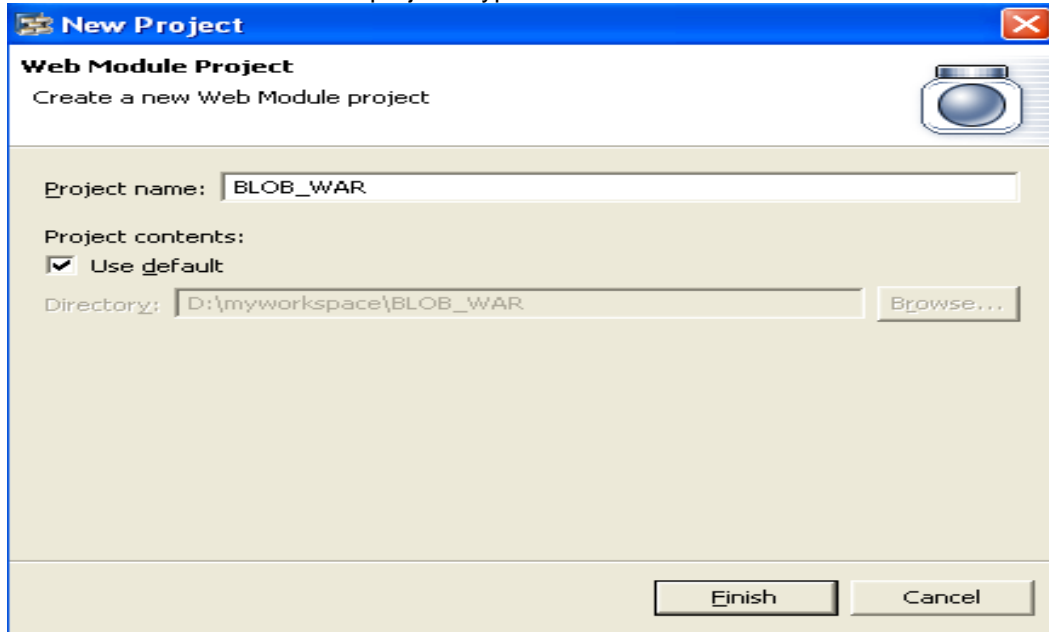 New Project
Web Module Project
Create a new Web Module project
Project name: BLOB_WAR
Project contents:
Use default
Directory: D:\myworkspace\BLOB_WAR Browse...
Finish Cancel